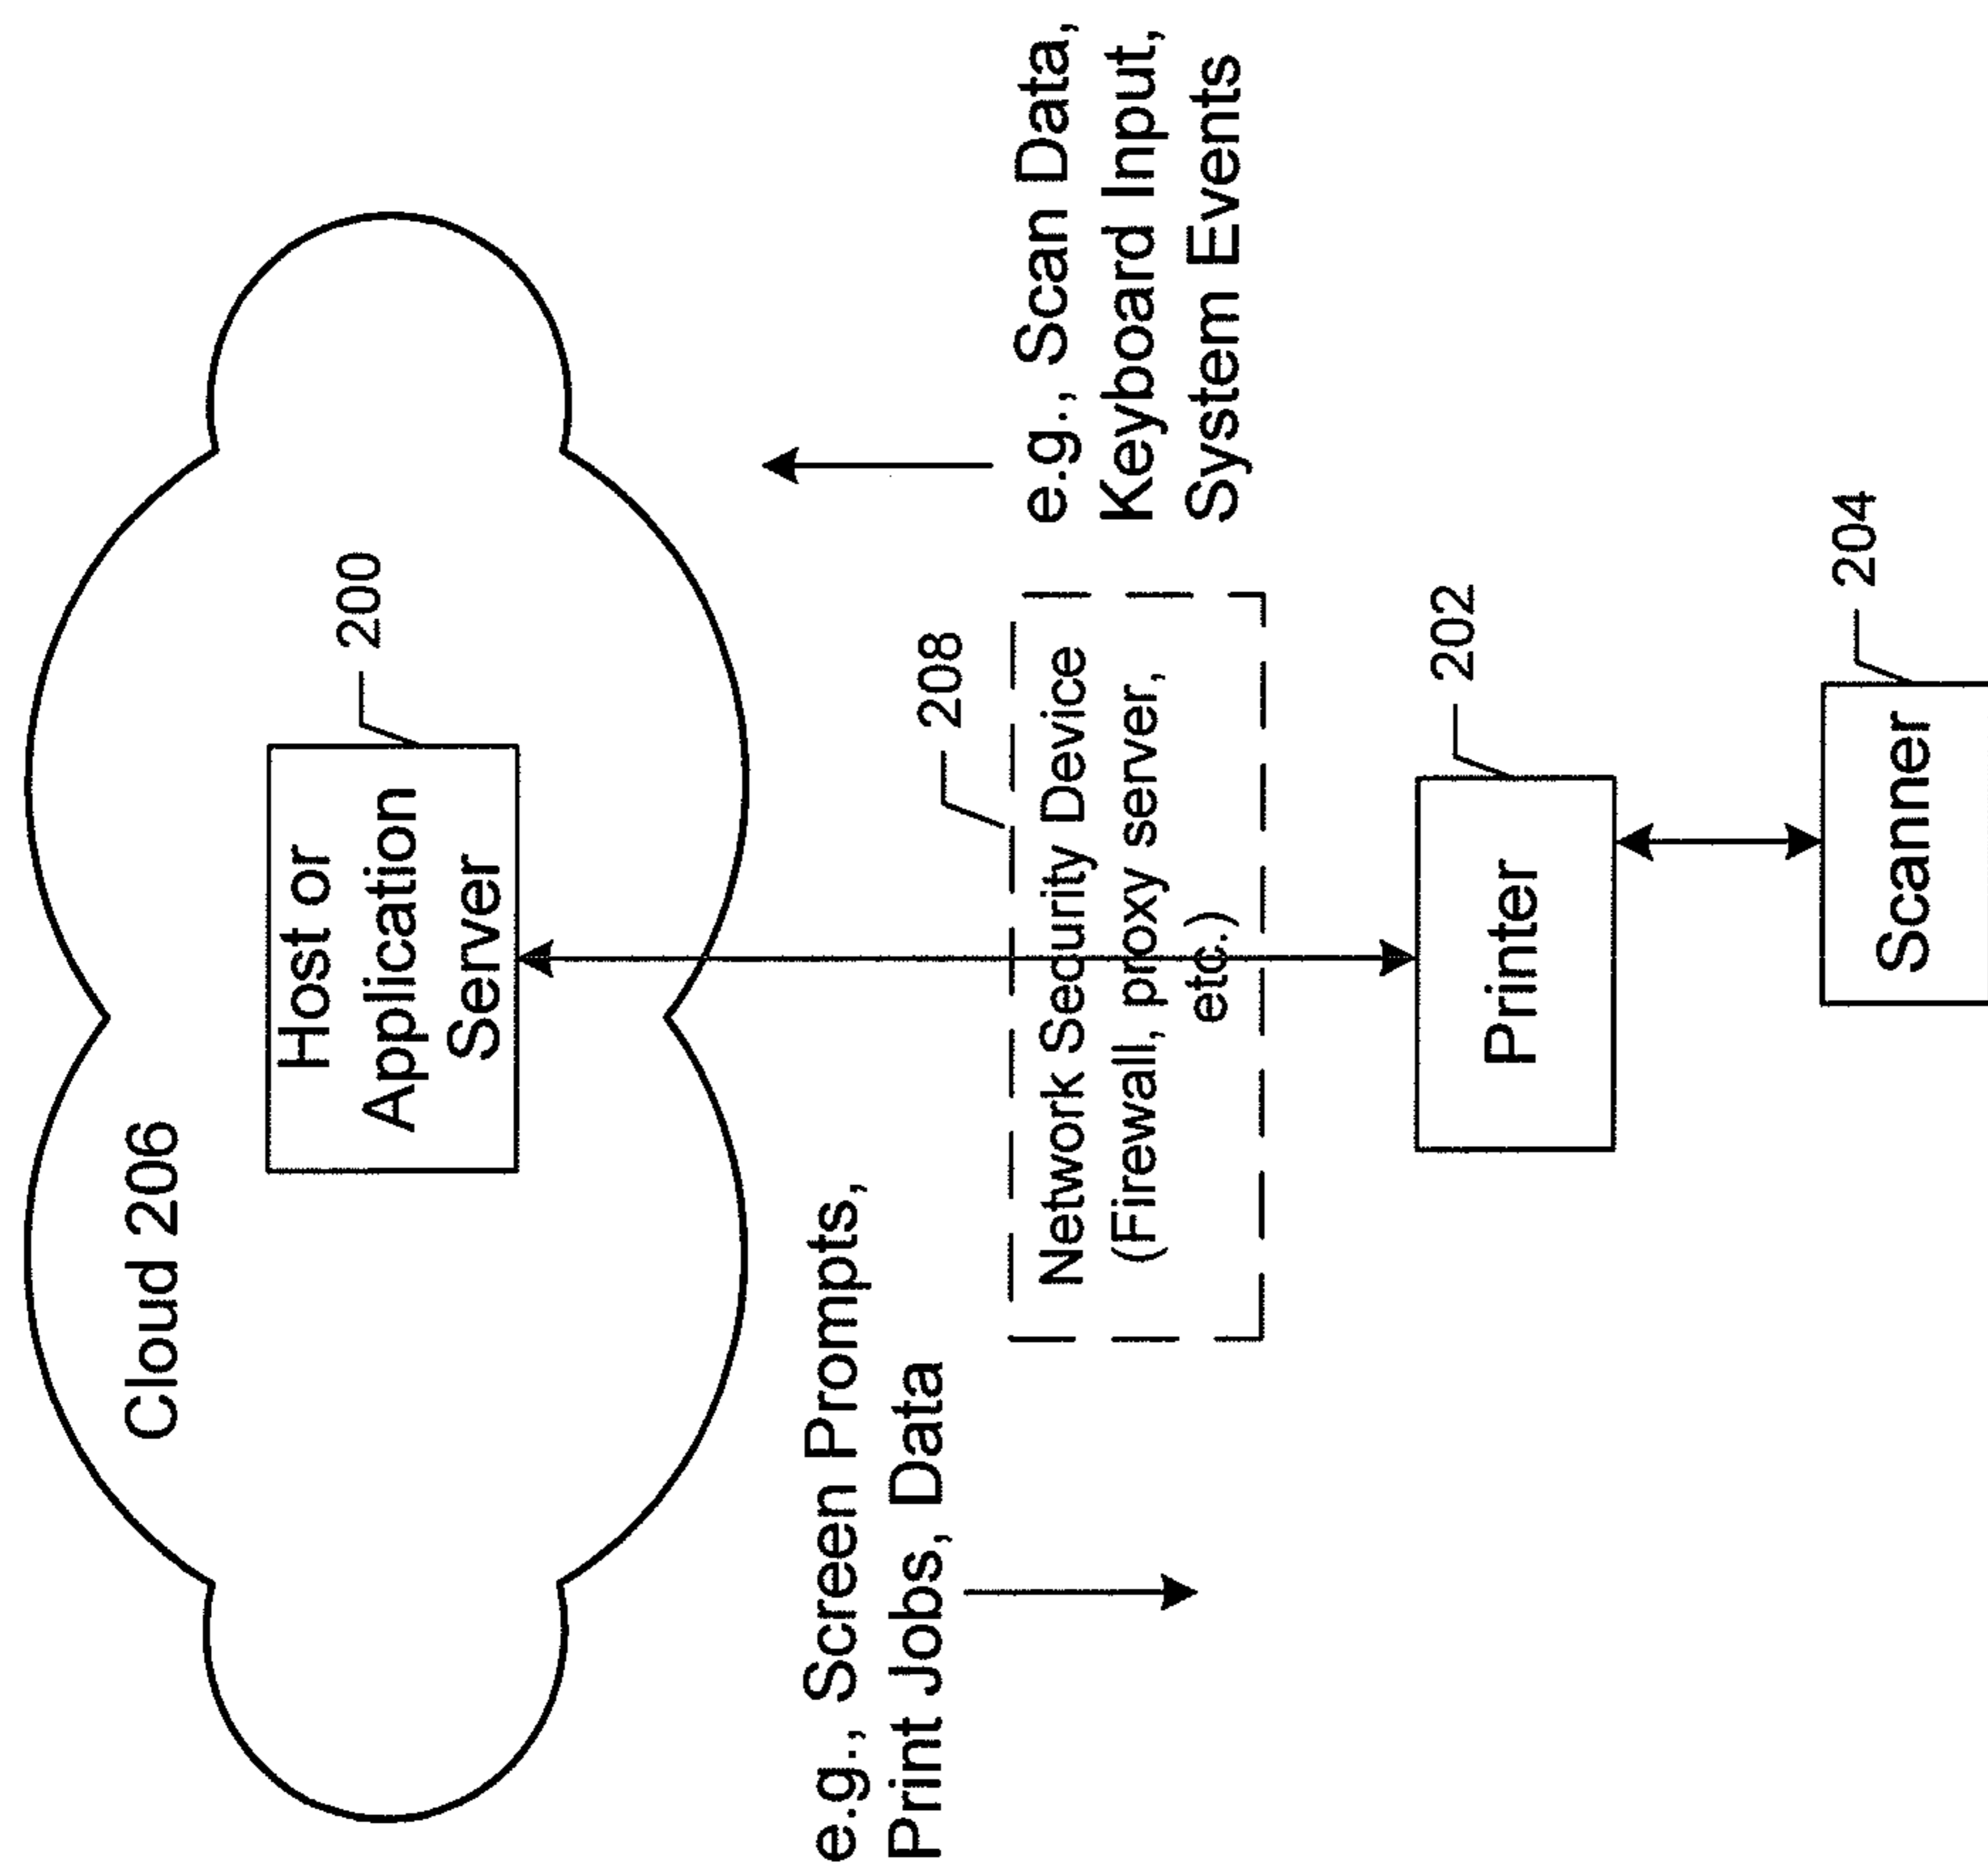 Cloud 206
Host or
Application
Server
200
e.g., Screen Prompts,
Print Jobs, Data
208
Network Security Device
(Firewall, proxy server,
etc.)
e.g., Scan Data,
Keyboard Input,
System Events
Printer
202
Scanner
204